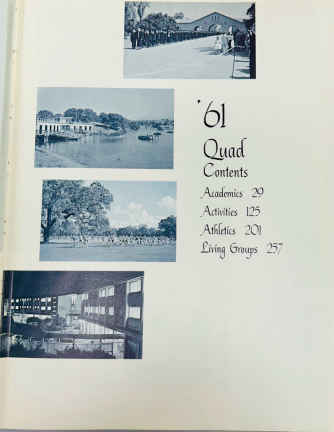 '61
Quad
Contents
Academics 29
Activities 125
Athletics 201
Living Groups 257